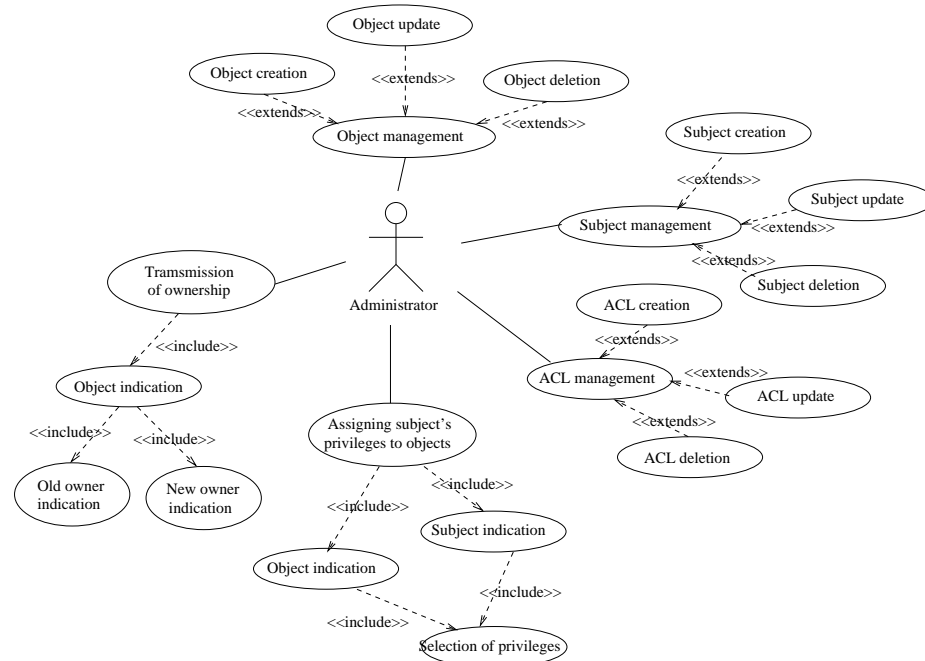 Object update
Object creation
<<extends>>
Object deletion
<<extends>>
<<extends>>
Object management
Subject creation
<<extends>>
Subject update
Subject management
<<extends>>
<<extends>>
Subject deletion
Tramsmission
of ownership
Administrator
ACL creation
<<extends>>
<<include>>
ACL management
<<extends>>
ACL update
Object indication
<<extends>>
<<include>>
<<include>>
Assigning subject's
privileges to objects
ACL deletion
Old owner
indication
New owner
indication
<<include>>
<<include>>
Subject indication
Object indication
<<include>>
<<include>>
Selection of privileges